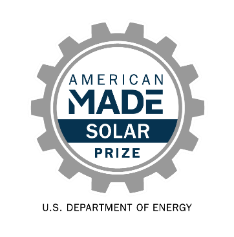 AMERICAN
MADE
SOLAR
PRIZE
U.S. DEPARTMENT OF ENERGY